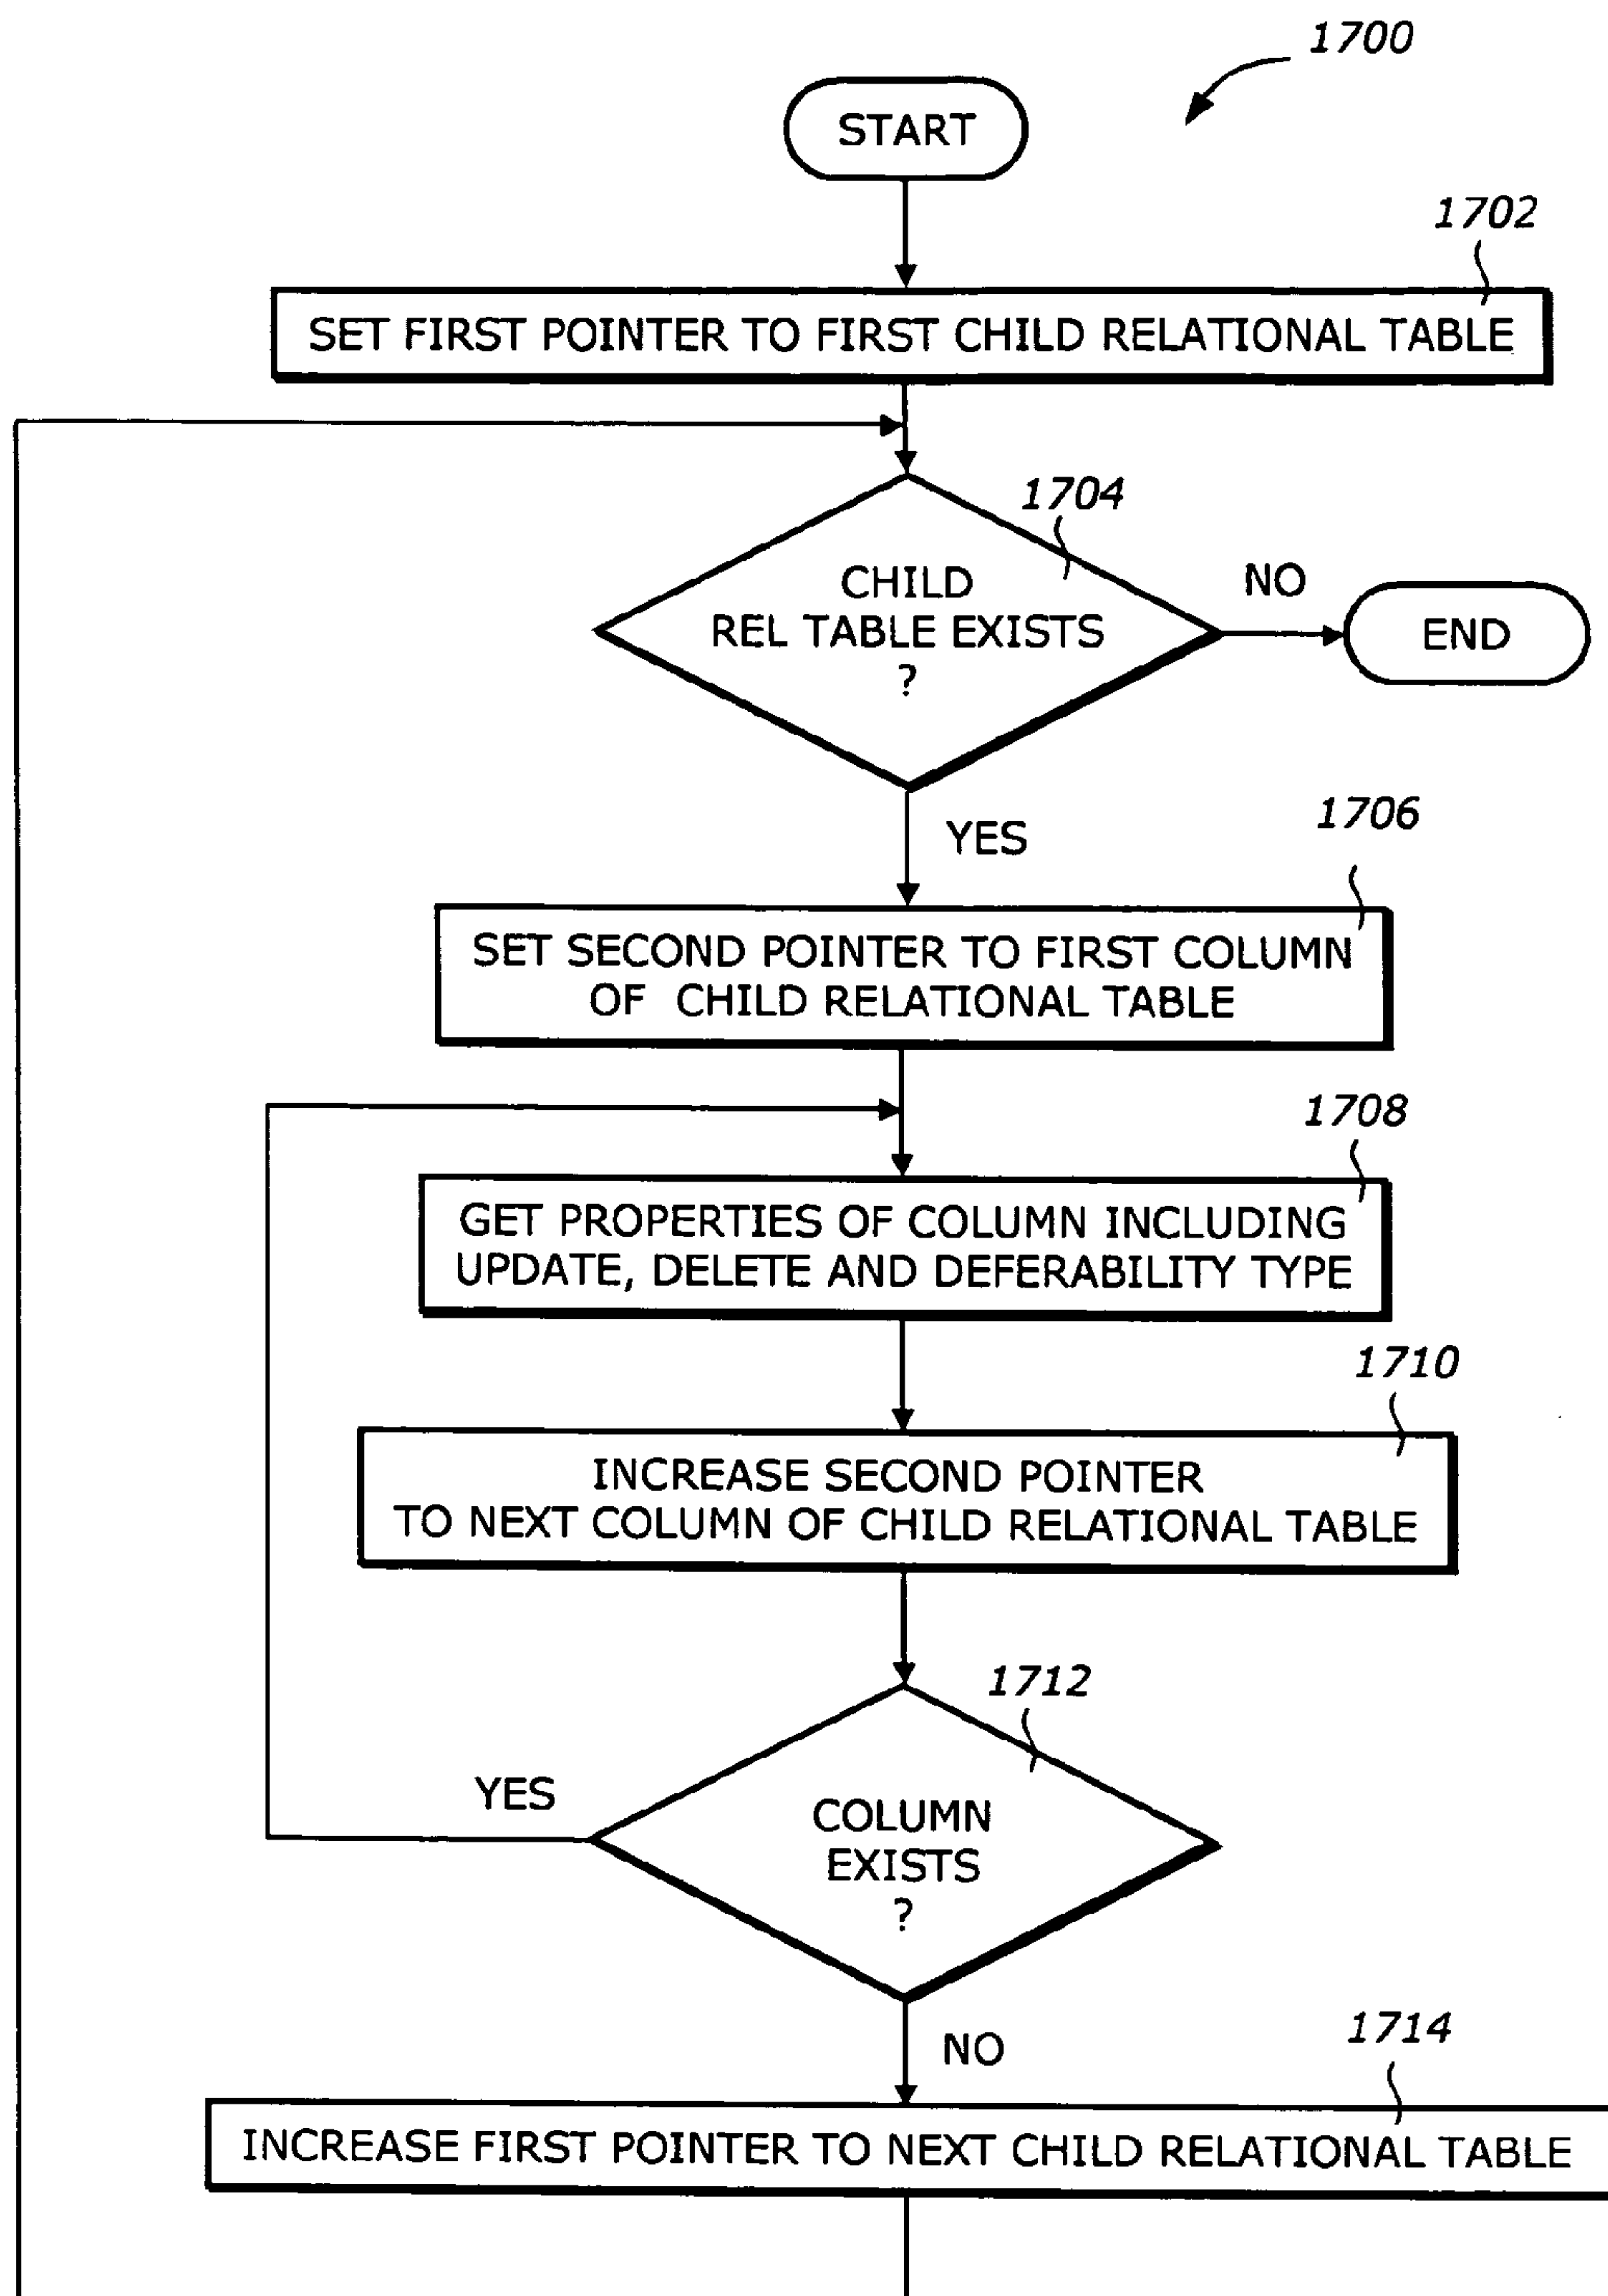 1700
START
1702
SET FIRST POINTER TO FIRST CHILD RELATIONAL TABLE
1704
CHILD
REL TABLE EXISTS
?
NO
END
YES
1706
SET SECOND POINTER TO FIRST COLUMN
OF CHILD RELATIONAL TABLE
1708
GET PROPERTIES OF COLUMN INCLUDING
UPDATE, DELETE AND DEFERABILITY TYPE
1710
INCREASE SECOND POINTER
TO NEXT COLUMN OF CHILD RELATIONAL TABLE
1712
YES
COLUMN
EXISTS
?
NO
1714
INCREASE FIRST POINTER TO NEXT CHILD RELATIONAL TABLE